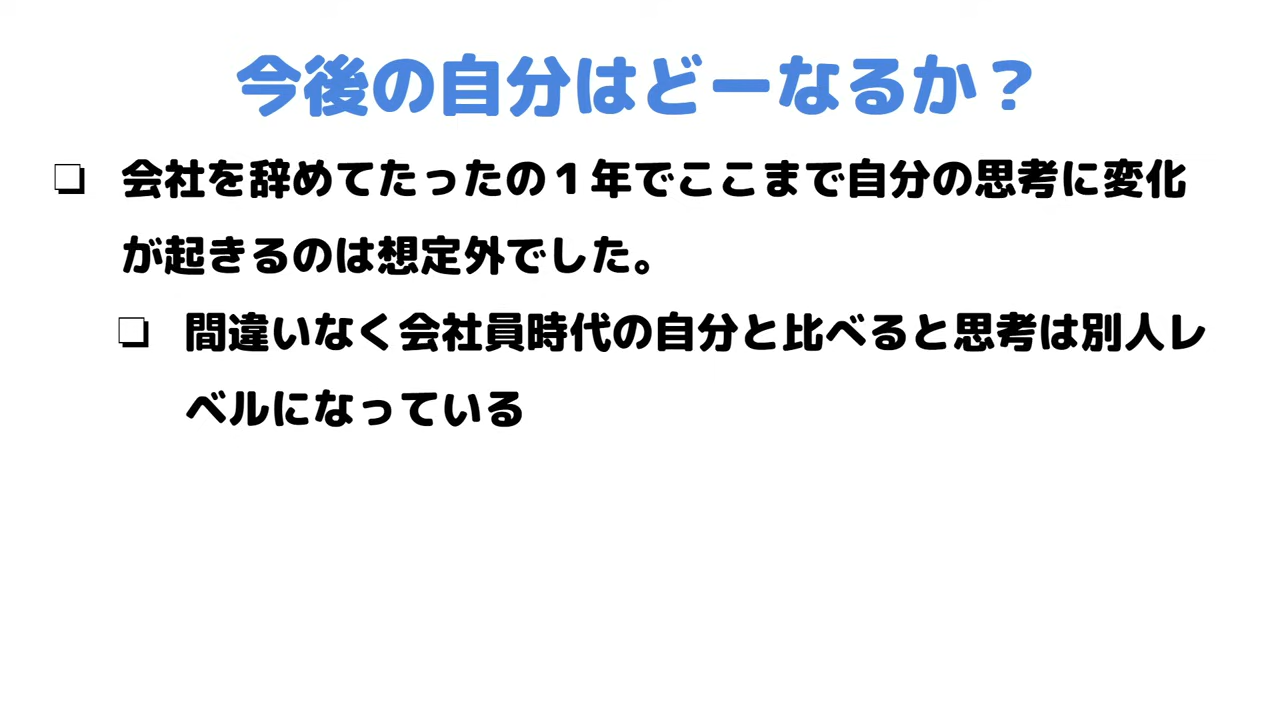 今後の自分はどーなるか？
❏ 会社を辞めてたったの１年でここまで自分の思考に変化
が起きるのは想定外でした。
❏ 間違いなく会社員時代の自分と比べると思考は別人レ
ベルになっている